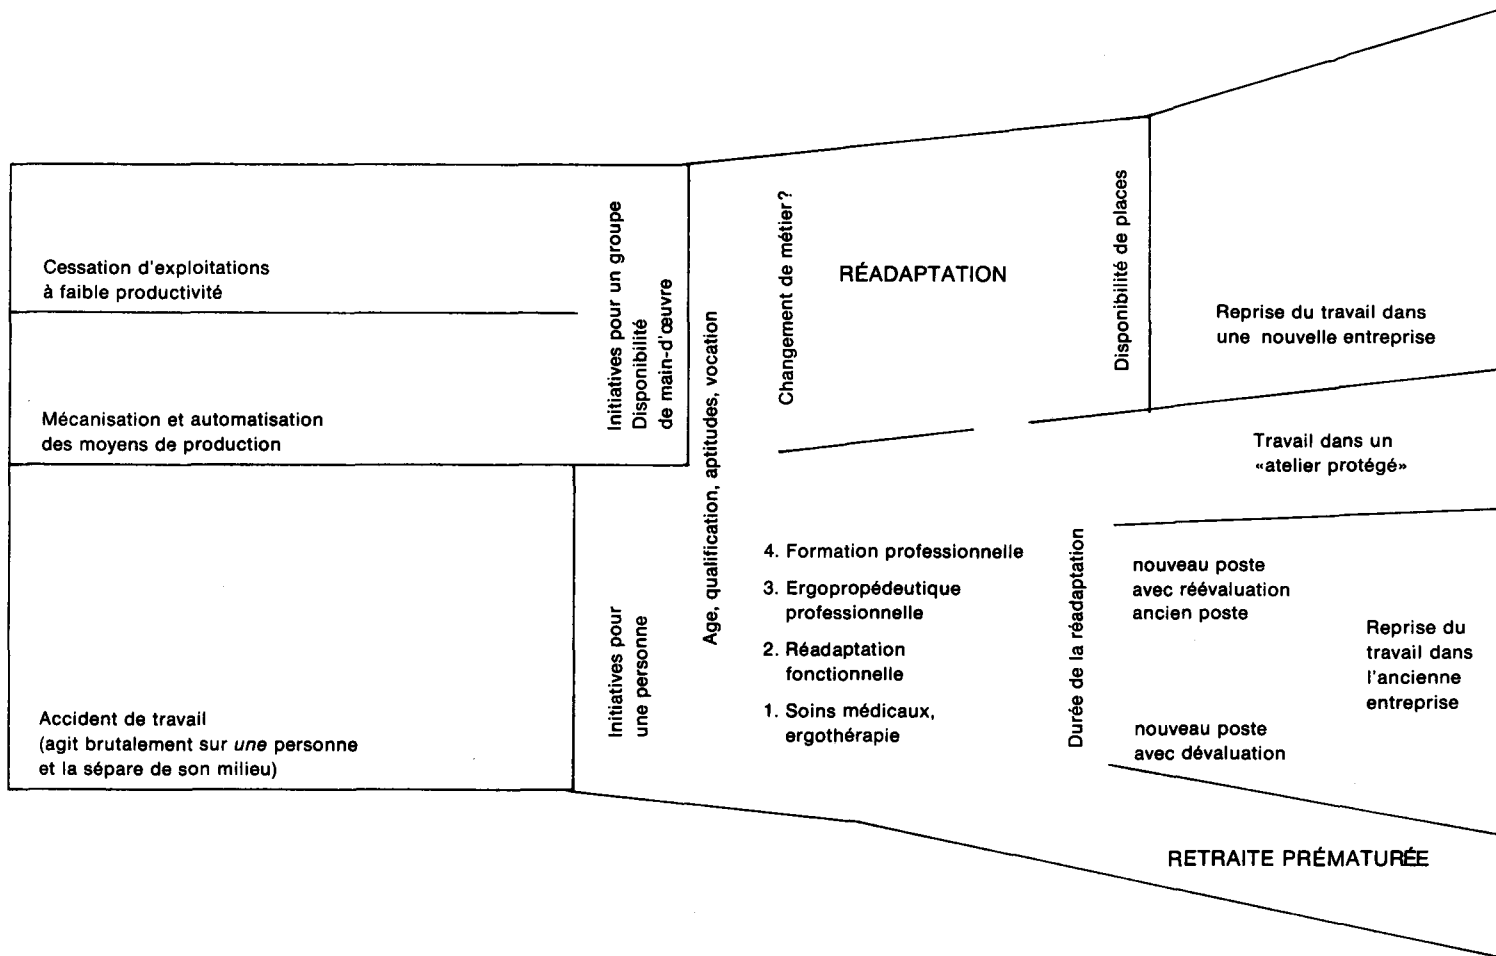 Cessation d'exploitations
à faible productivité
Mécanisation et automatisation
des moyens de production
Accident de travail
(agit brutalement sur une personne
et la sépare de son milieu)
Initiatives pour un groupe
Disponibilité
de main-d'œuvre
Initiatives pour
une personne
Age, qualification, aptitudes, vocation
Changement de métier?
RÉADAPTATION
4. Formation professionnelle
3. Ergopropédeutique
professionnelle
2. Réadaptation
fonctionnelle
1. Soins médicaux,
ergothérapie
Disponibilité de places
Durée de la réadaptation
Reprise du travail dans
une nouvelle entreprise
Travail dans un
«atelier protégé»
nouveau poste
avec réévaluation
ancien poste
nouveau poste
avec dévaluation
Reprise du
travail dans
l'ancienne
entreprise
RETRAITE PRÉMATURÉE